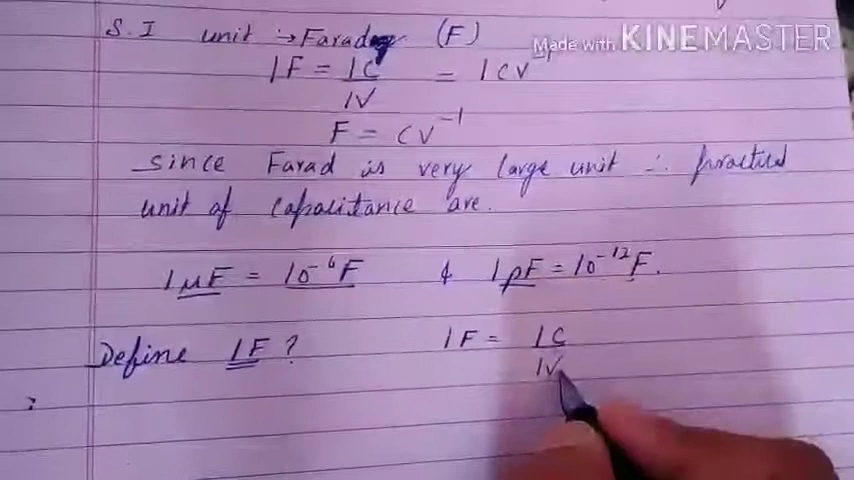 S.I unit :→ Farad (F)
Made with KINEMASTER
1F = 1C = 1CV⁻¹
1V
F = CV⁻¹
since Farad is very large unit ∴ practical
unit of capacitance are.
1μF = 10⁻⁶F & 1pF = 10⁻¹²F.
Define 1F ? 1F = 1C
1V
: